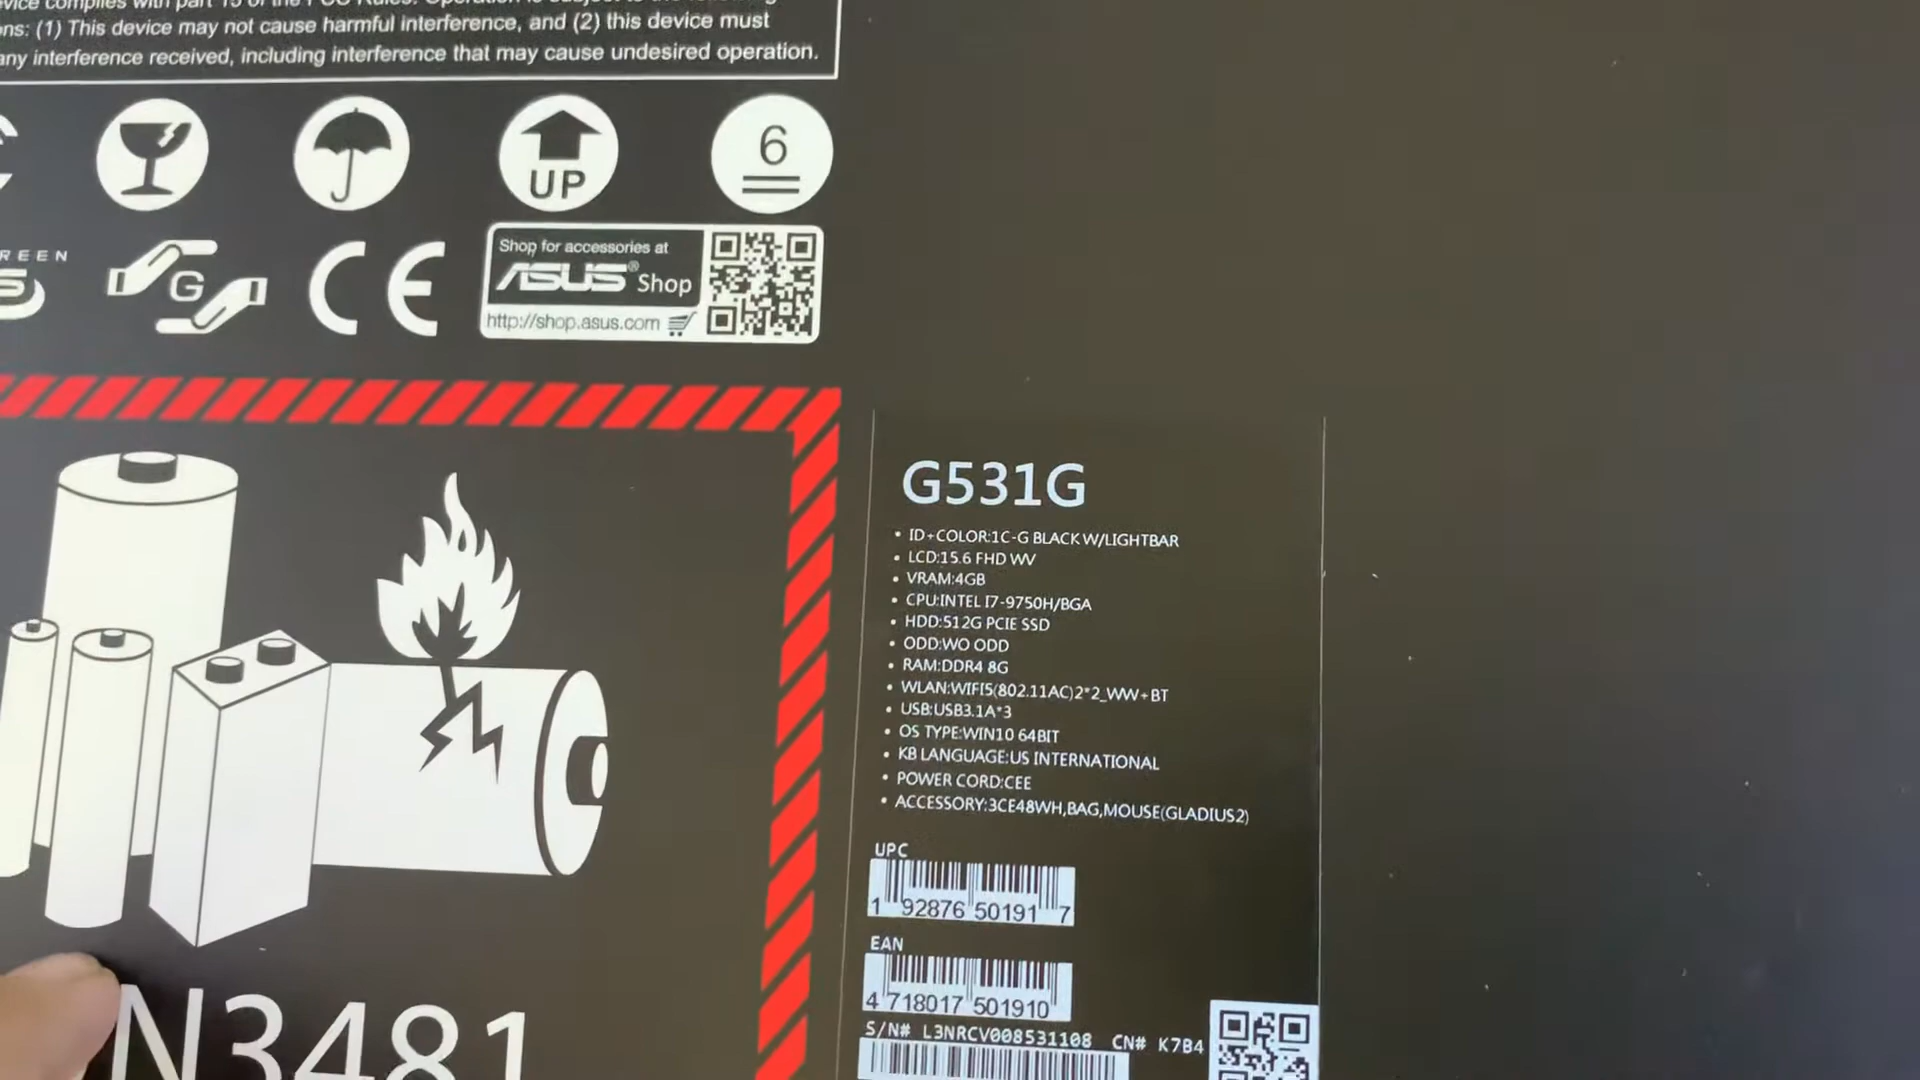 ns: (1) This device may not cause harmful interference, and (2) this device must
any interference received, including interference that may cause undesired operation.
UP
6
REEN
G
CE
Shop for accessories at
ASUS® Shop
http://shop.asus.com
G531G
• ID+COLOR:1C-G BLACK W/LIGHTBAR
• LCD:15.6 FHD WV
• VRAM:4GB
• CPU:INTEL I7-9750H/BGA
• HDD:512G PCIE SSD
• ODD:WO ODD
• RAM:DDR4 8G
• WLAN:WIFI5(802.11AC)2*2_WW+BT
• USB:USB3.1A*3
• OS TYPE:WIN10 64BIT
• KB LANGUAGE:US INTERNATIONAL
• POWER CORD:CEE
• ACCESSORY:3CE48WH,BAG,MOUSE(GLADIUS2)
UPC
1 92876 50191 7
EAN
4 718017 501910
S/N# L3NRCV008531108 CN# K7B4
N3481